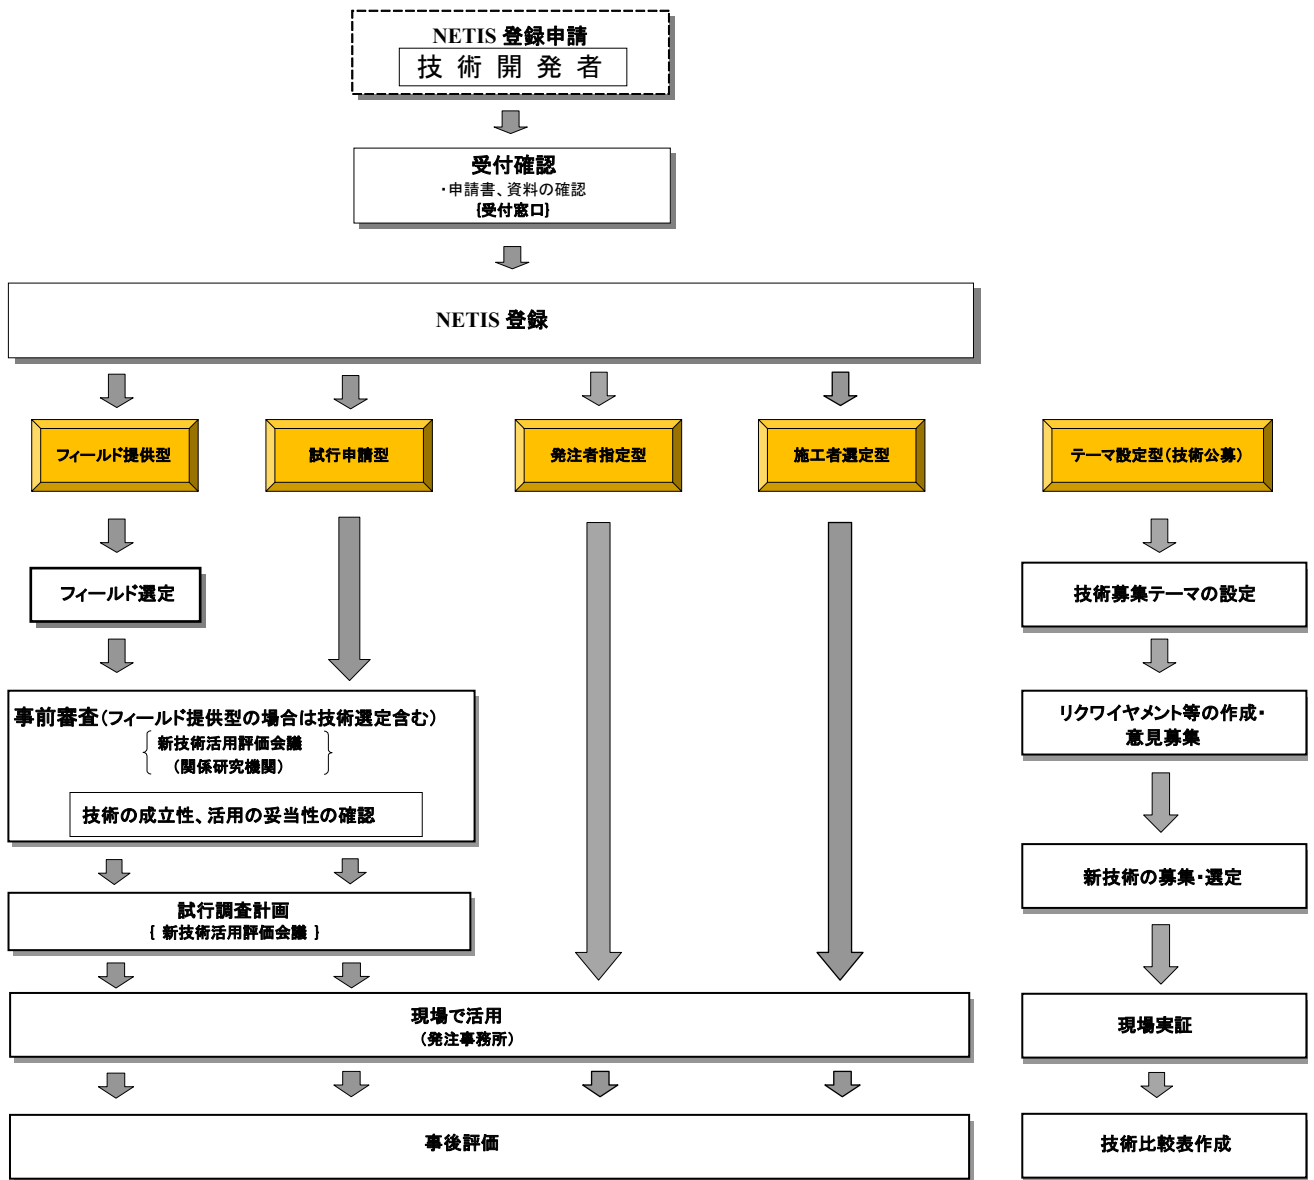 NETIS 登録申請
技術開発者
受付確認
・申請書、資料の確認
{受付窓口}
NETIS 登録
フィールド提供型
試行申請型
発注者指定型
施工者選定型
テーマ設定型(技術公募)
フィールド選定
技術募集テーマの設定
事前審査(フィールド提供型の場合は技術選定含む)
新技術活用評価会議
(関係研究機関)
技術の成立性、活用の妥当性の確認
リクワイヤメント等の作成・
意見募集
新技術の募集・選定
試行調査計画
{ 新技術活用評価会議 }
現場で活用
(発注事務所)
現場実証
事後評価
技術比較表作成